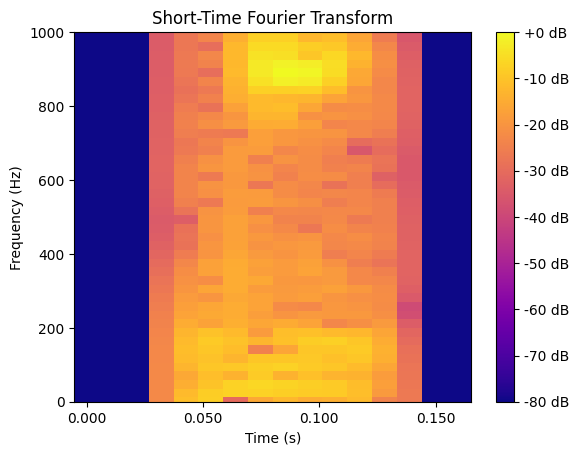 Short-Time Fourier Transform
1000
800
600
400
200
0
Frequency (Hz)
0.000
0.050
0.100
0.150
Time (s)
+0 dB
-10 dB
-20 dB
-30 dB
-40 dB
-50 dB
-60 dB
-70 dB
-80 dB